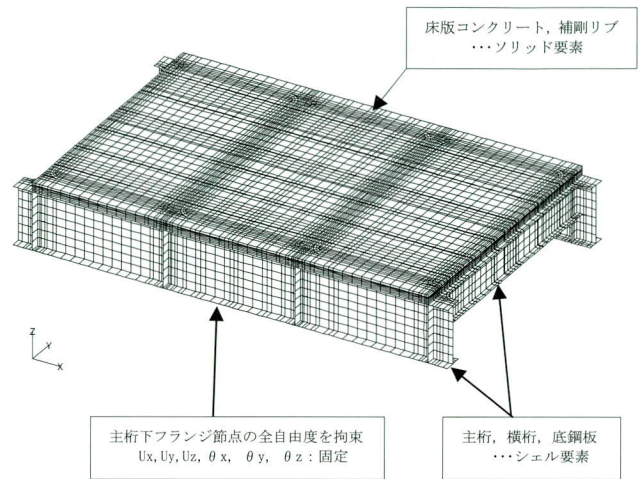 床版コンクリート, 補剛リブ
･･･ソリッド要素
Z
Y
X
主桁下フランジ節点の全自由度を拘束
Ux,Uy,Uz, θx, θy, θz：固定
主桁, 横桁, 底鋼板
･･･シェル要素